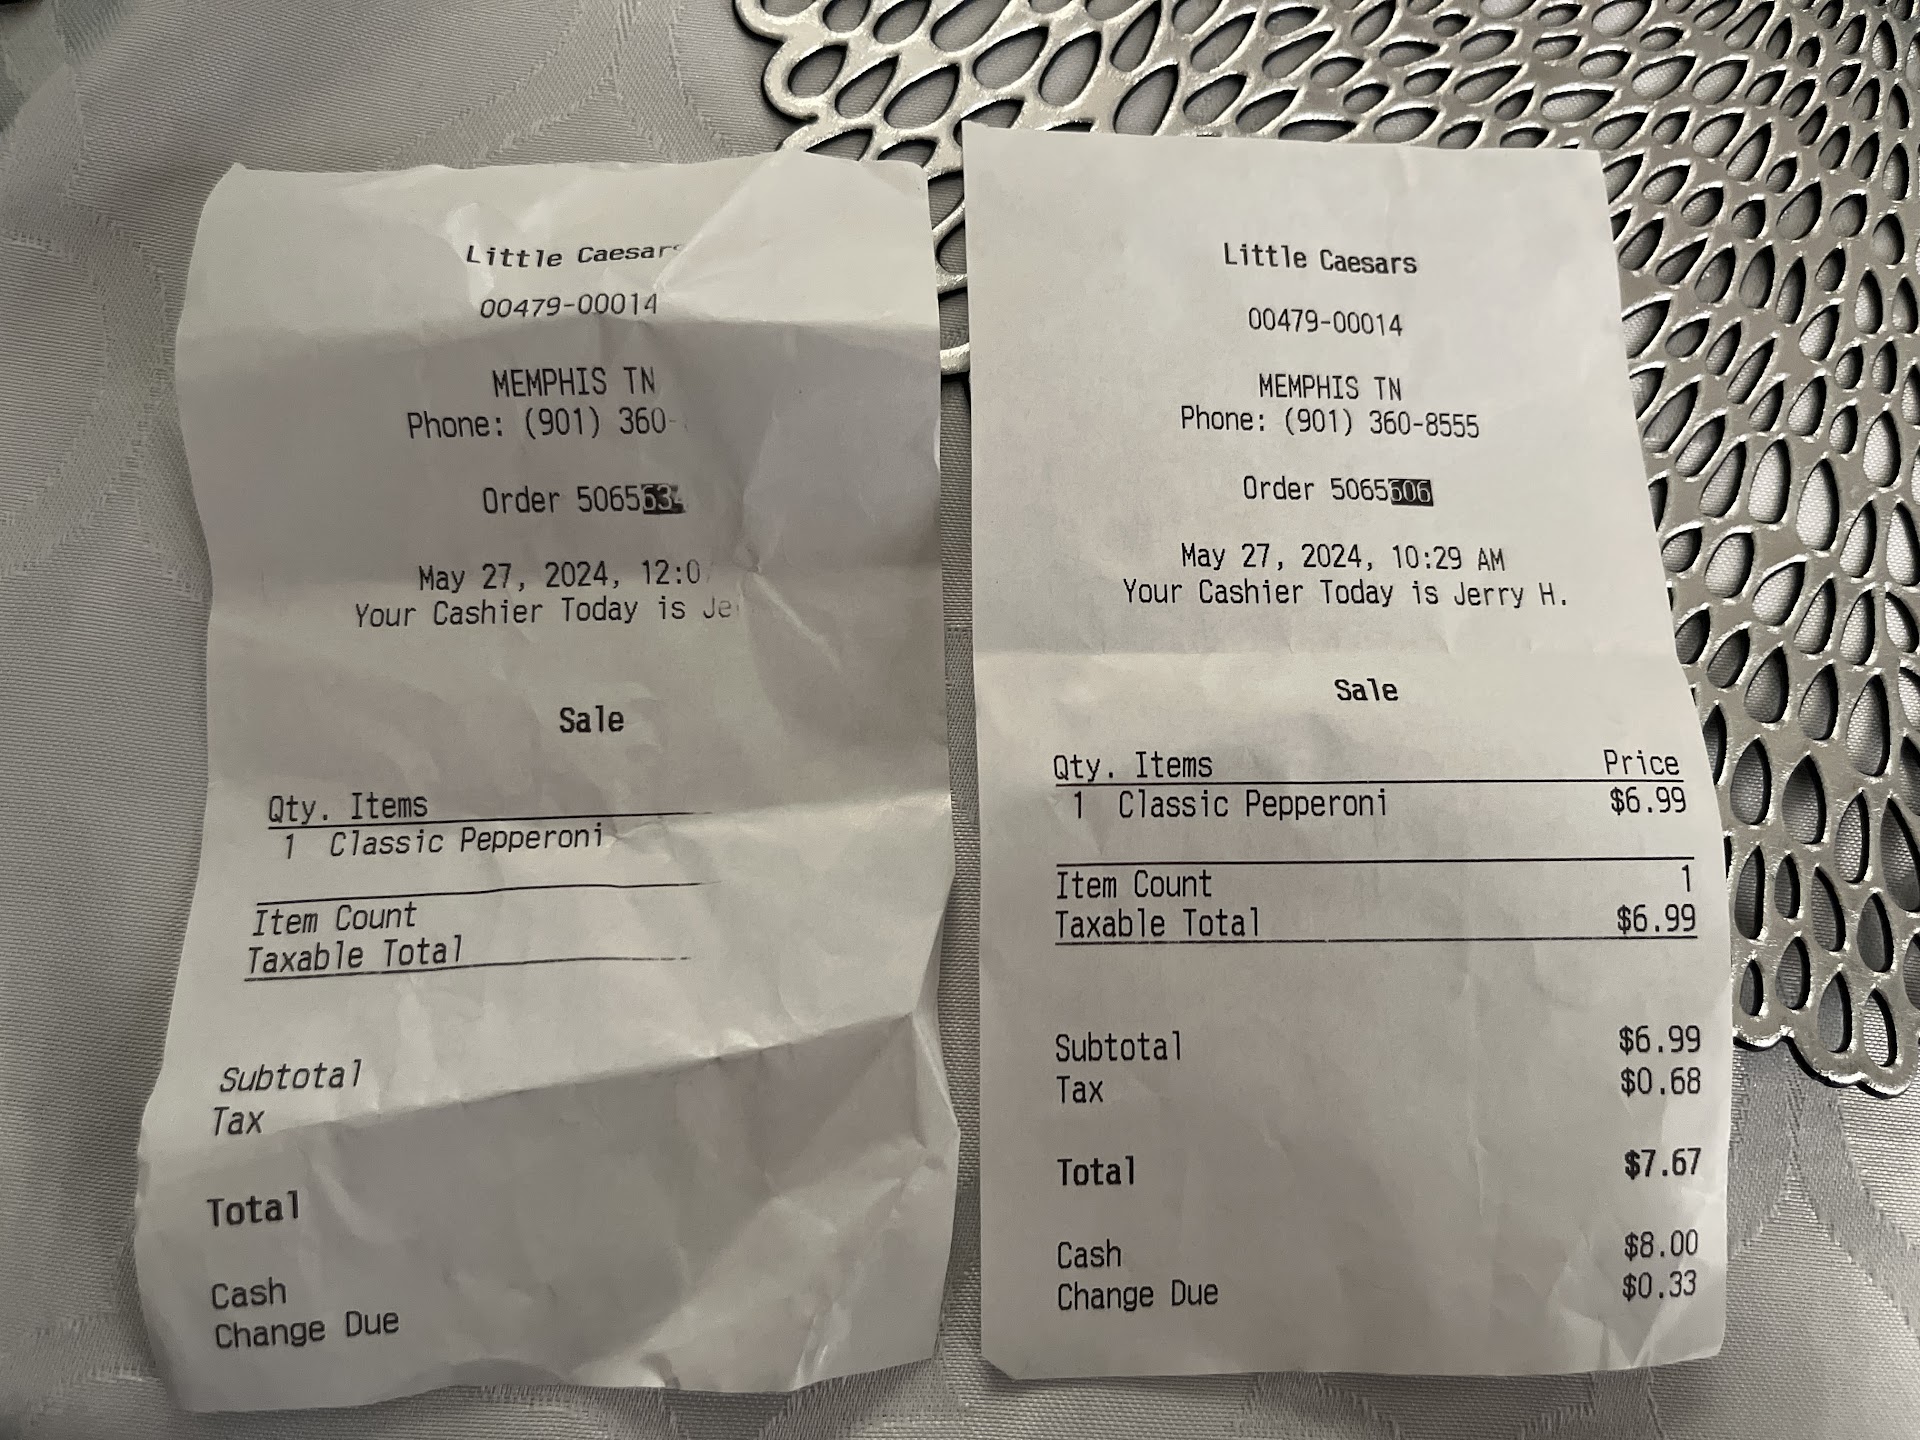 Little Caesars
00479-00014
MEMPHIS TN
Phone: (901) 360-
Order 506563
May 27, 2024, 12:0
Your Cashier Today is Je
Sale
Qty. Items
1 Classic Pepperoni
Item Count
Taxable Total
Subtotal
Tax
Total
Cash
Change Due
Little Caesars
00479-00014
MEMPHIS TN
Phone: (901) 360-8555
Order 5065606
May 27, 2024, 10:29 AM
Your Cashier Today is Jerry H.
Sale
Qty. Items Price
1 Classic Pepperoni $6.99
Item Count 1
Taxable Total $6.99
Subtotal $6.99
Tax $0.68
Total $7.67
Cash $8.00
Change Due $0.33